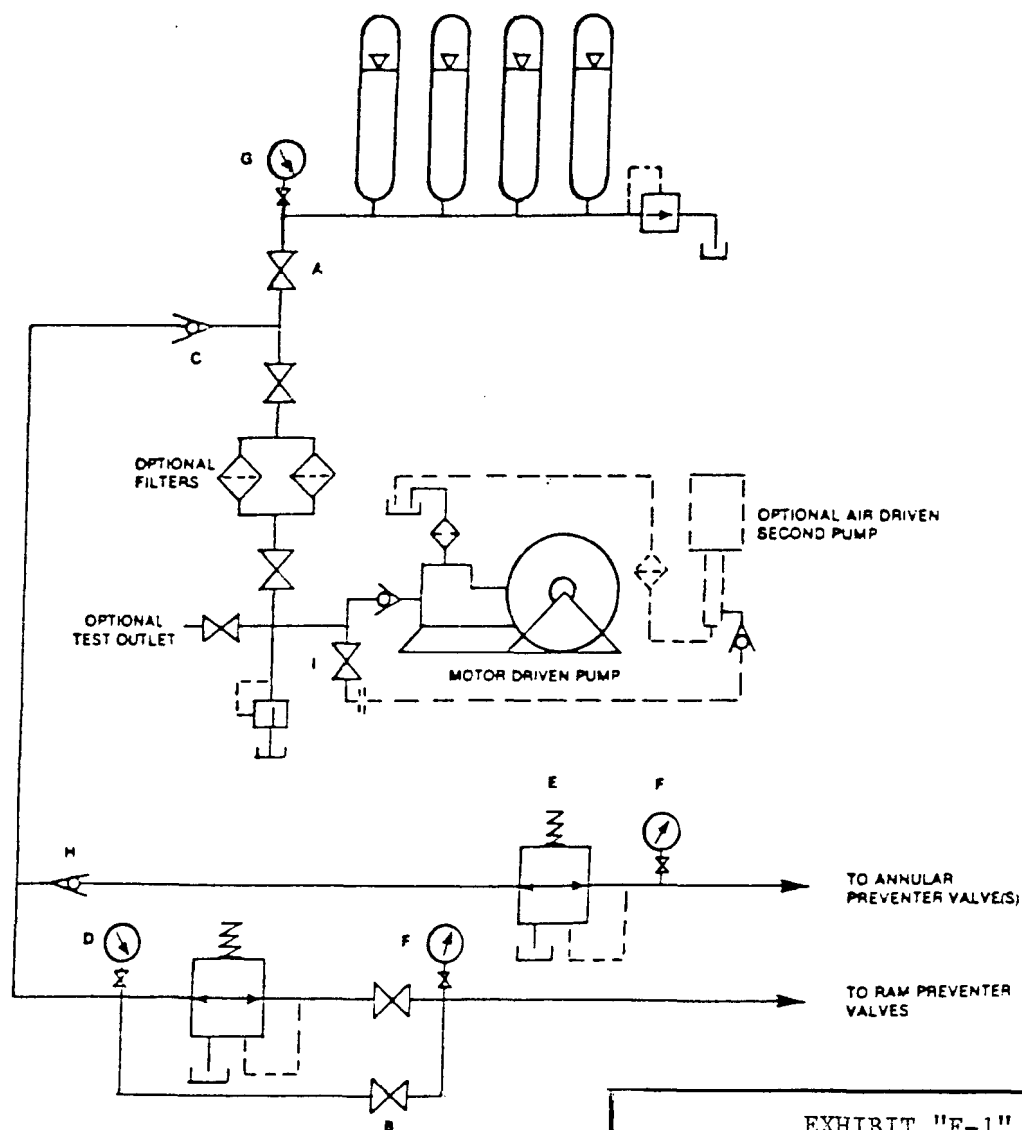 G
A
C
OPTIONAL
FILTERS
OPTIONAL AIR DRIVEN
SECOND PUMP
OPTIONAL
TEST OUTLET
I
MOTOR DRIVEN PUMP
E
F
H
TO ANNULAR
PREVENTER VALVE(S)
D
F
TO RAM PREVENTER
VALVES
B
EXHIBIT "E-1"